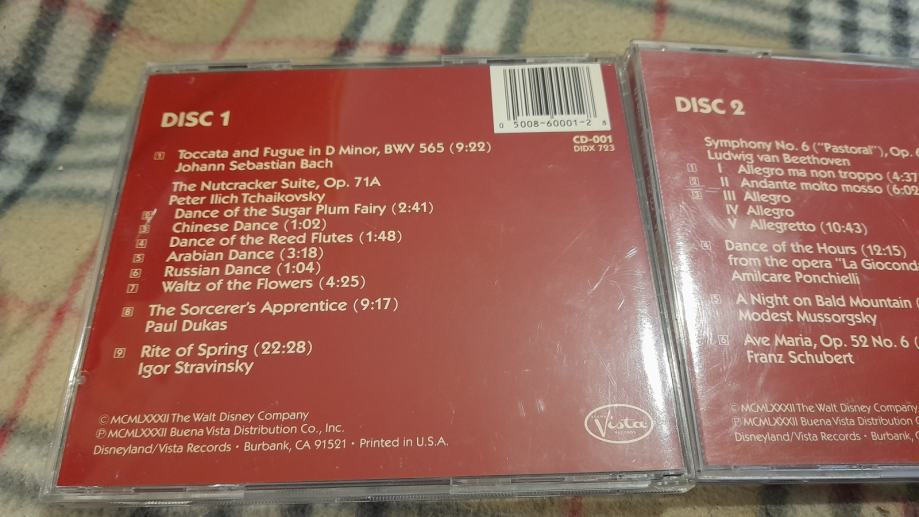 DISC 1
0 5008-60001-2 8
CD-001
DIDX 723
1 Toccata and Fugue in D Minor, BWV 565 (9:22)
Johann Sebastian Bach
The Nutcracker Suite, Op. 71A
Peter Ilich Tchaikovsky
2 Dance of the Sugar Plum Fairy (2:41)
3 Chinese Dance (1:02)
4 Dance of the Reed Flutes (1:48)
5 Arabian Dance (3:18)
6 Russian Dance (1:04)
7 Waltz of the Flowers (4:25)
8 The Sorcerer's Apprentice (9:17)
Paul Dukas
9 Rite of Spring (22:28)
Igor Stravinsky
© MCMLXXXII The Walt Disney Company
℗ MCMLXXXII Buena Vista Distribution Co., Inc.
Disneyland/Vista Records • Burbank, CA 91521 • Printed in U.S.A.
Vista
DISC 2
Symphony No. 6 ("Pastoral"), Op. 6
Ludwig van Beethoven
1 I Allegro ma non troppo (4:37
2 II Andante molto mosso (6:02
3 III Allegro
IV Allegro
V Allegretto (10:43)
4 Dance of the Hours (12:15)
from the opera "La Gioconda
Amilcare Ponchielli
5 A Night on Bald Mountain (
Modest Mussorgsky
6 Ave Maria, Op. 52 No. 6 (
Franz Schubert
© MCMLXXXII The Walt Disney Company
℗ MCMLXXXII Buena Vista Distribution C
Disneyland/Vista Records • Burbank,